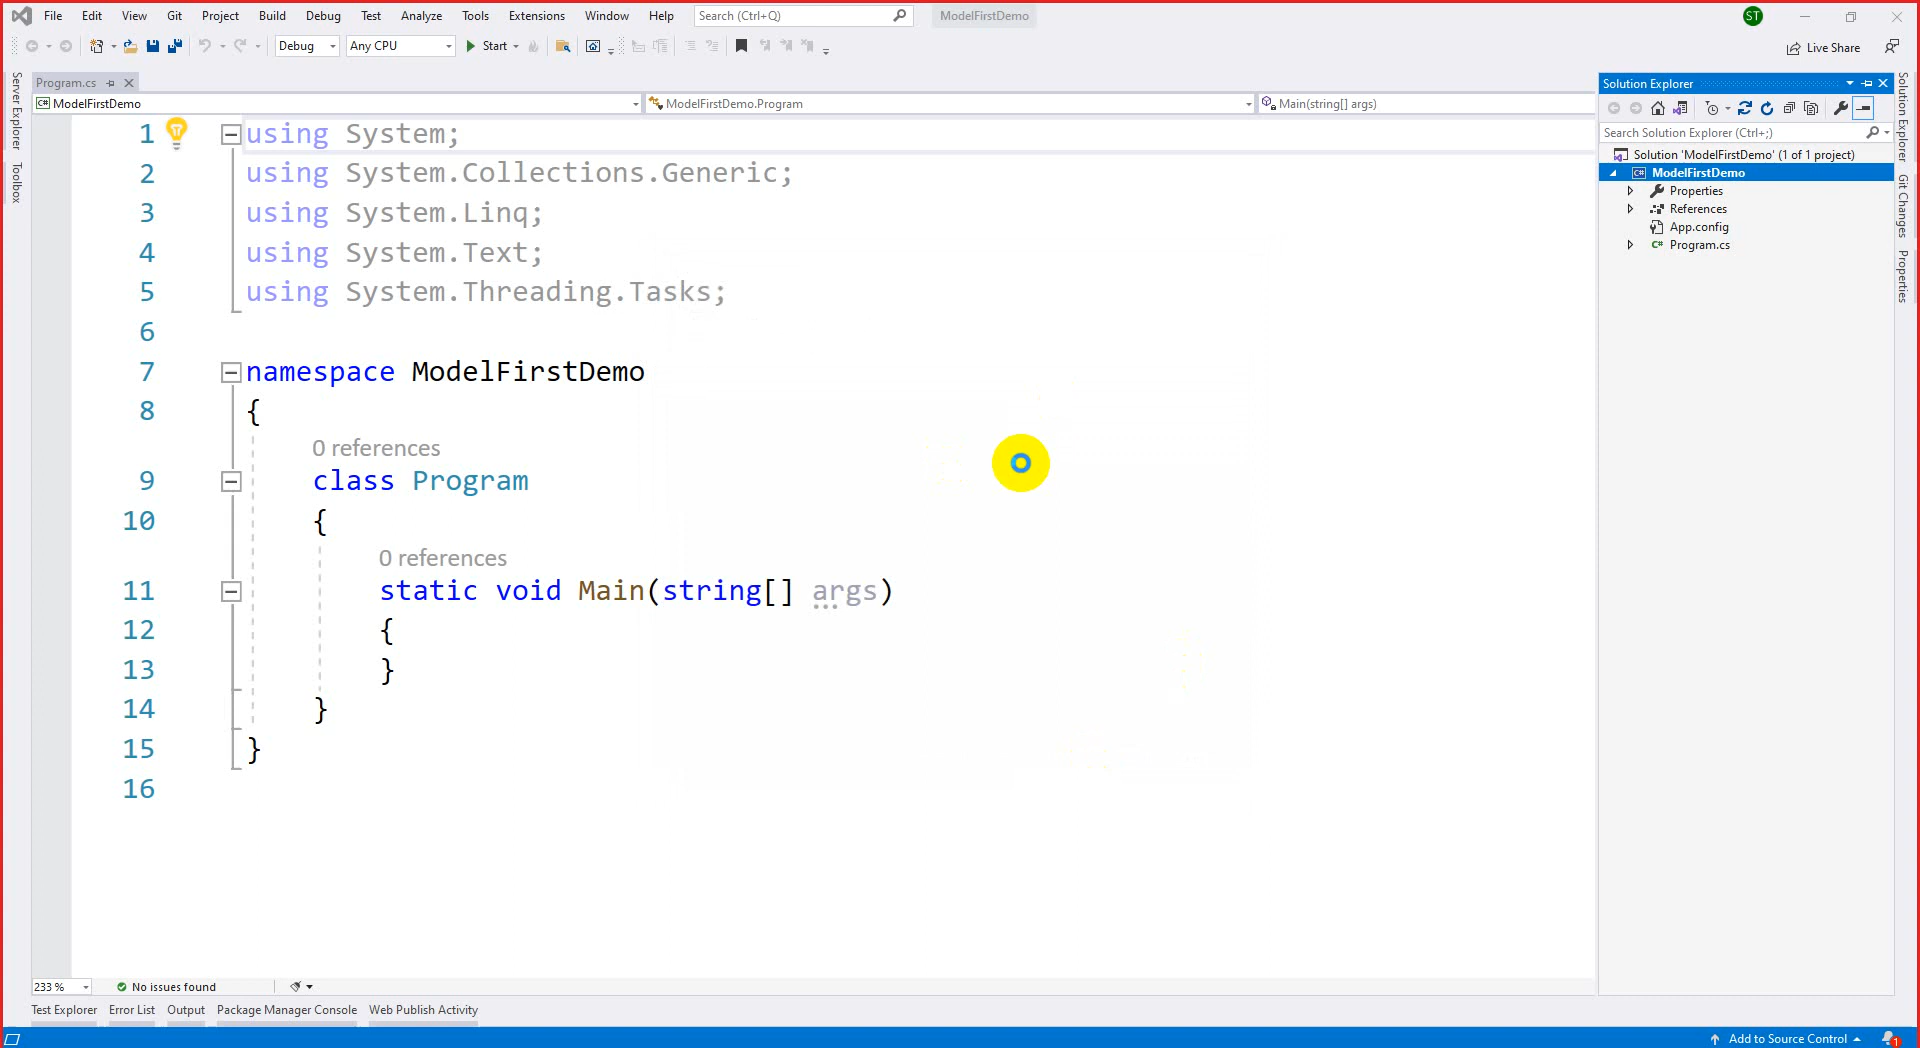 File Edit View Git Project Build Debug Test Analyze Tools Extensions Window Help Search (Ctrl+Q) ModelFirstDemo ST
Debug Any CPU Start Live Share
Server Explorer
Toolbox
Program.cs
ModelFirstDemo ModelFirstDemo.Program Main(string[] args)
1 using System;
2 using System.Collections.Generic;
3 using System.Linq;
4 using System.Text;
5 using System.Threading.Tasks;
6
7 namespace ModelFirstDemo
8 {
0 references
9 class Program
10 {
0 references
11 static void Main(string[] args)
12 {
13 }
14 }
15 }
16
233 % No issues found
Solution Explorer
Search Solution Explorer (Ctrl+;)
Solution 'ModelFirstDemo' (1 of 1 project)
C# ModelFirstDemo
Properties
References
App.config
C# Program.cs
Solution Explorer
Git Changes
Properties
Test Explorer Error List Output Package Manager Console Web Publish Activity
Add to Source Control 1